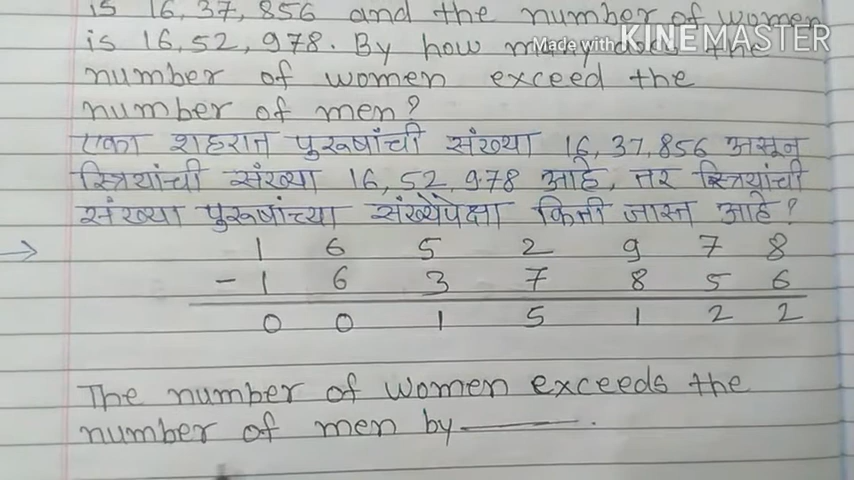 is 16,37,856 and the number of women
is 16,52,978. By how the
Made with KINEMASTER
number of women exceed the
number of men?
एका शहरात पुरूषांची संख्या 16,37,856 असून
स्त्रियांची संख्या 16,52,978 आहे, तर स्त्रियांची
संख्या पुरूषांच्या संख्येपेक्षा किती जास्त आहे?
→ 1 6 5 2 9 7 8
- 1 6 3 7 8 5 6
0 0 1 5 1 2 2
The number of women exceeds the
number of men by ———.